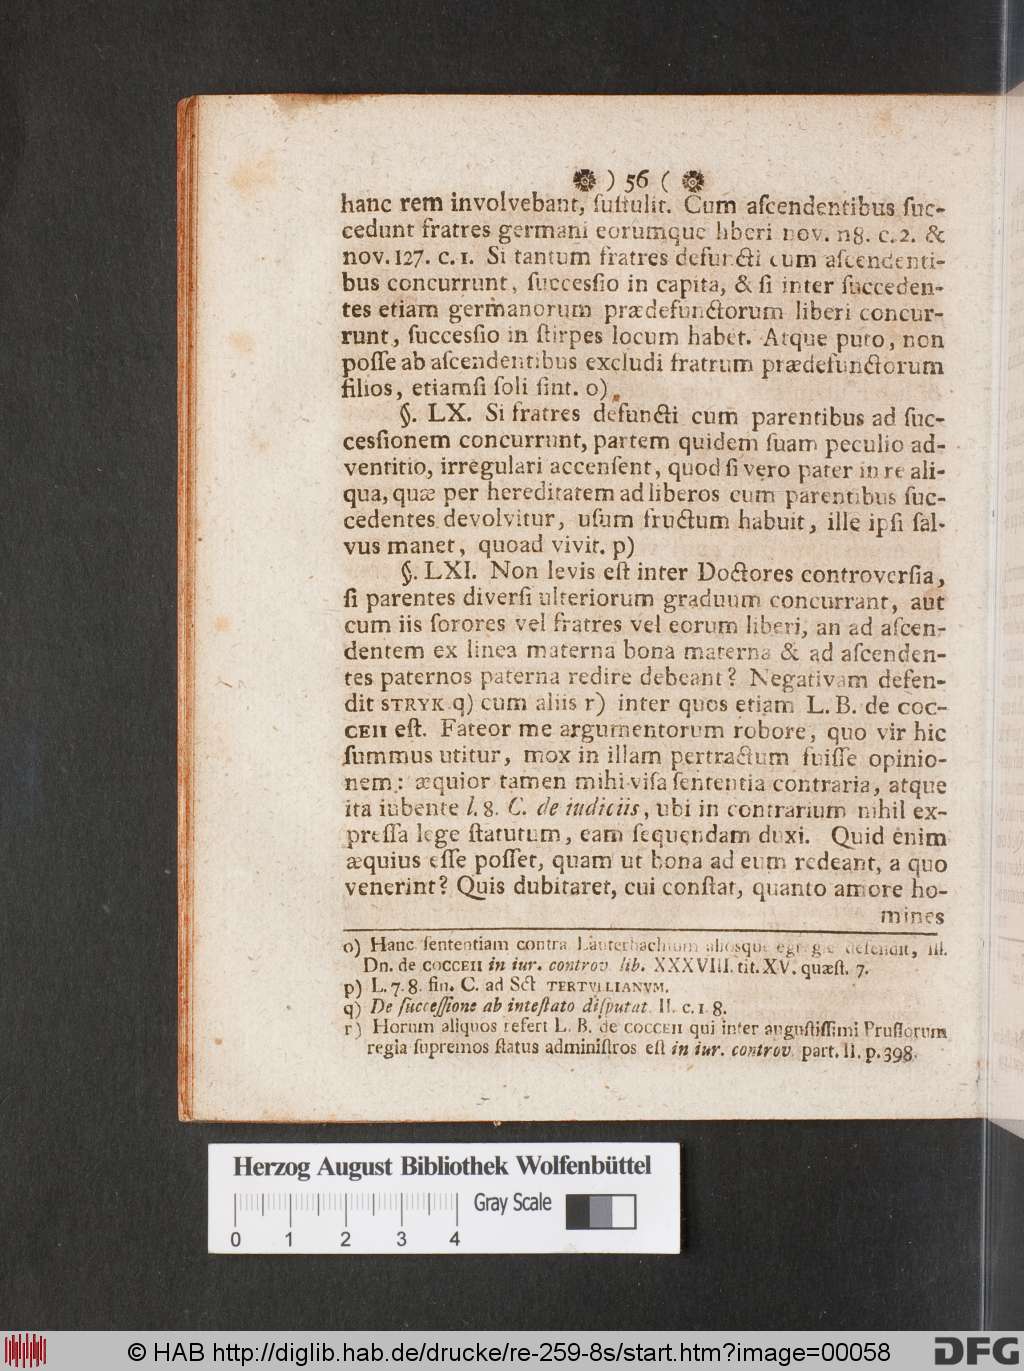 ) 56 (
hanc rem involvebant, ſuſtulit. Cum aſcendentibus ſuc-
cedunt fratres germani eorumque liberi nov. 118. c. 2. &
nov. 127. c. 1. Si tantum fratres defuncti cum aſcendenti-
bus concurrunt, ſucceſſio in capita, & ſi inter ſucceden-
tes etiam germanorum prædefunctorum liberi concur-
runt, ſucceſſio in ſtirpes locum habet. Atque puto, non
poſſe ab aſcendentibus excludi fratrum prædefunctorum
filios, etiamſi ſoli ſint. o)
§. LX. Si fratres defuncti cum parentibus ad ſuc-
ceſſionem concurrunt, partem quidem ſuam peculio ad-
ventitio, irregulari accenſent, quod ſi vero pater in re ali-
qua, quæ per hereditatem ad liberos cum parentibus ſuc-
cedentes devolvitur, uſum fructum habuit, ille ipſi ſal-
vus manet, quoad vivit. p)
§. LXI. Non levis eſt inter Doctores controverſia,
ſi parentes diverſi ulteriorum graduum concurrant, aut
cum iis ſorores vel fratres vel eorum liberi, an ad aſcen-
dentem ex linea materna bona materna & ad aſcenden-
tes paternos paterna redire debeant? Negativam defen-
dit STRYK q) cum aliis r) inter quos etiam L. B. de COC-
CEII eſt. Fateor me argumentorum robore, quo vir hic
ſummus utitur, mox in illam pertractum fuiſſe opinio-
nem: æquior tamen mihi viſa ſententia contraria, atque
ita iubente l. 8. C. de iudiciis, ubi in contrarium nihil ex-
preſſa lege ſtatutum, eam ſequendam duxi. Quid enim
æquius eſſe poſſet, quam ut bona ad eum redeant, a quo
venerint? Quis dubitaret, cui conſtat, quanto amore ho-
mines
o) Hanc ſententiam contra Lauterbachium aliosque egregie defendit, Ill.
Dn. de COCCEII in iur. controv. lib. XXXVIII. tit. XV. quæſt. 7.
p) L. 7. 8. fin. C. ad Sct TERTVLLIANVM.
q) De ſucceſſione ab inteſtato diſputat. II. c. 1. 8.
r) Horum aliquos refert L. B. de COCCEII qui inter auguſtiſſimi Pruſſorum
regia ſupremos ſtatus adminiſtros eſt in iur. controv. part. II. p. 398.
Herzog August Bibliothek Wolfenbüttel
Gray Scale
0 1 2 3 4
© HAB http://diglib.hab.de/drucke/re-259-8s/start.htm?image=00058
DFG